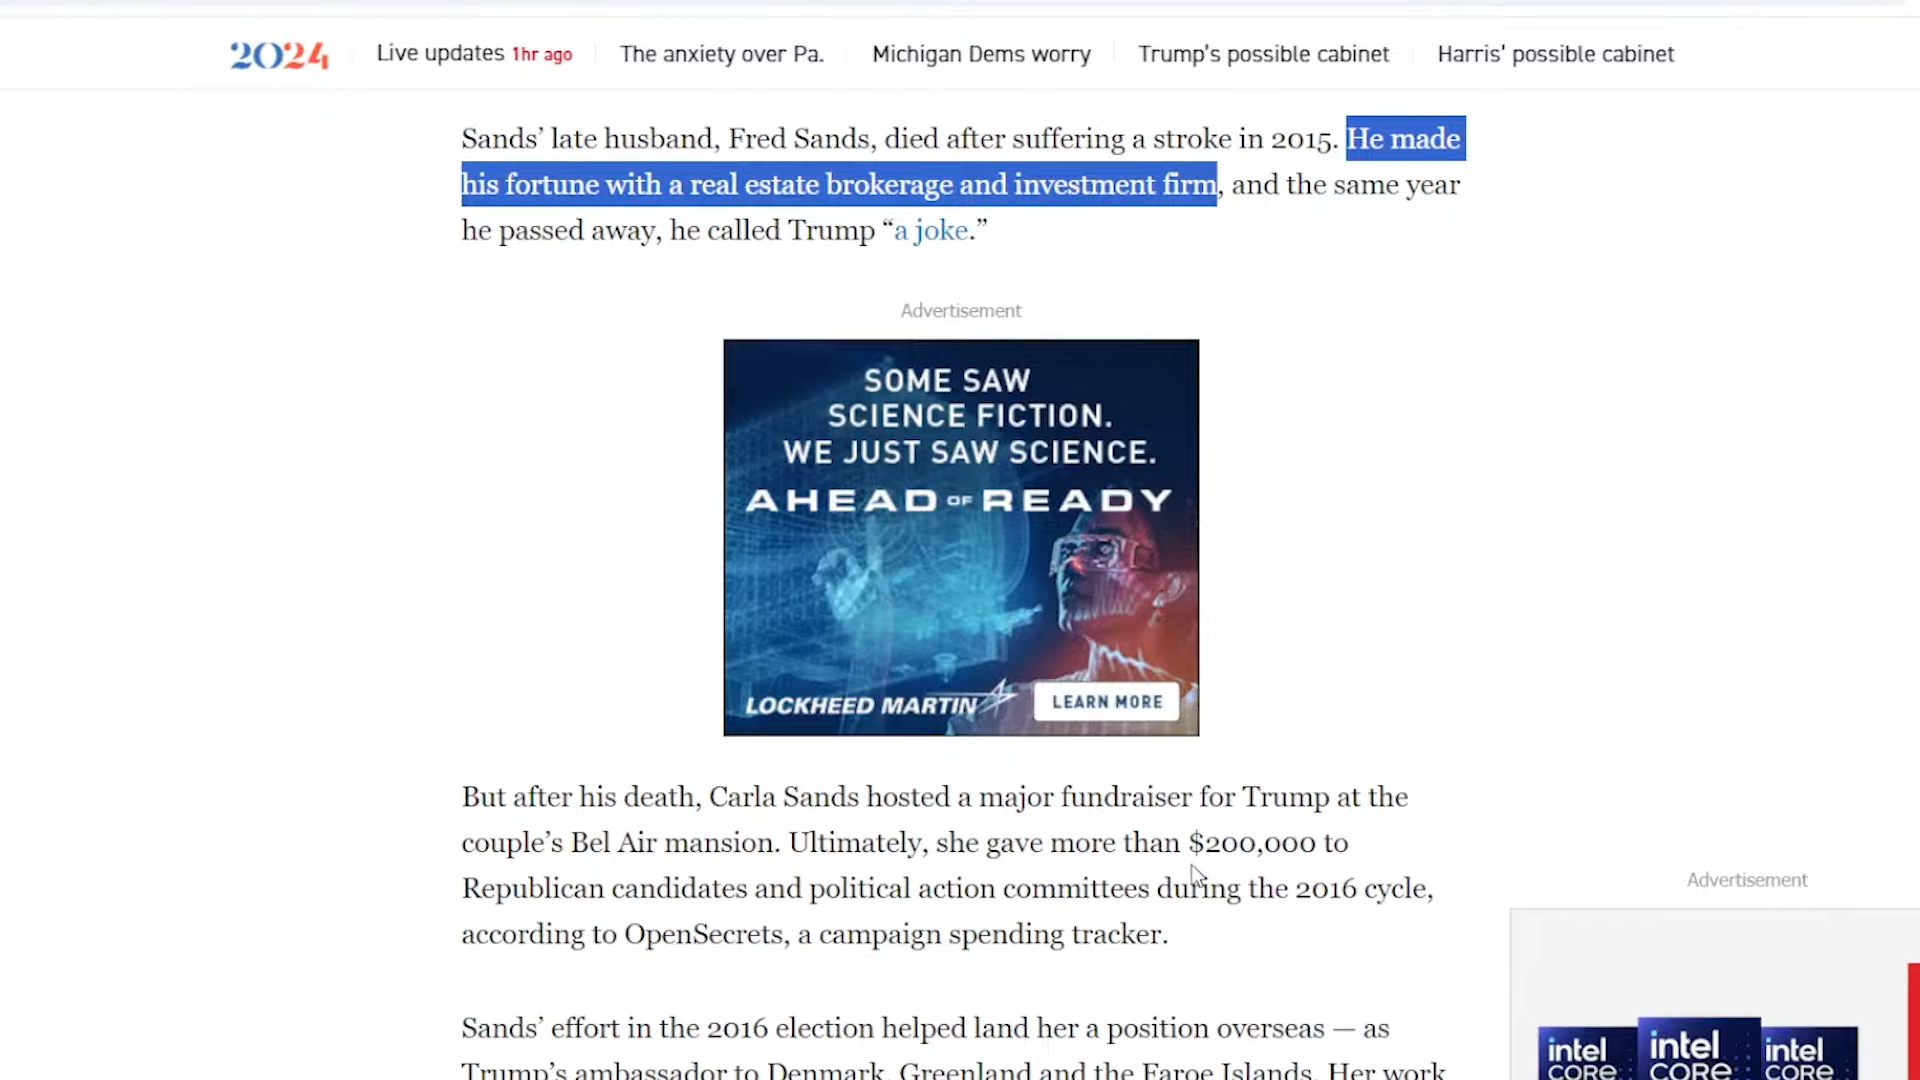 2024
Live updates 1hr ago
The anxiety over Pa.
Michigan Dems worry
Trump's possible cabinet
Harris' possible cabinet
Sands' late husband, Fred Sands, died after suffering a stroke in 2015. He made
his fortune with a real estate brokerage and investment firm, and the same year
he passed away, he called Trump “a joke.”
Advertisement
SOME SAW
SCIENCE FICTION.
WE JUST SAW SCIENCE.
AHEAD OF READY
LOCKHEED MARTIN
LEARN MORE
But after his death, Carla Sands hosted a major fundraiser for Trump at the
couple's Bel Air mansion. Ultimately, she gave more than $200,000 to
Republican candidates and political action committees during the 2016 cycle,
according to OpenSecrets, a campaign spending tracker.
Advertisement
Sands' effort in the 2016 election helped land her a position overseas — as
Trump's ambassador to Denmark, Greenland and the Faroe Islands. Her work
intel
CORE
intel
CORE
intel
CORE